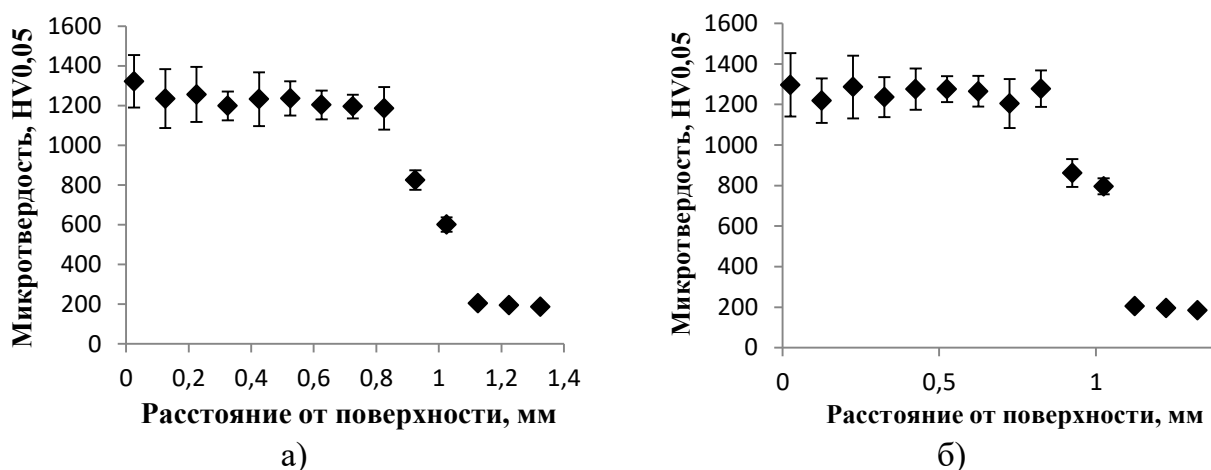 1600
1400
1200
1000
800
600
400
200
0
Микротвердость, HV0,05
0 0,2 0,4 0,6 0,8 1 1,2 1,4
Расстояние от поверхности, мм
а)
1600
1400
1200
1000
800
600
400
200
0
Микротвердость, HV0,05
0 0,5 1
Расстояние от поверхности, мм
б)